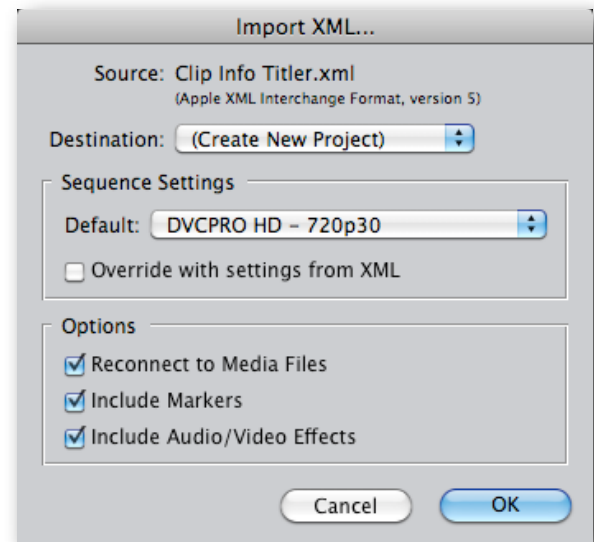 Import XML...
Source: Clip Info Titler.xml
(Apple XML Interchange Format, version 5)
Destination: (Create New Project)
Sequence Settings
Default: DVCPRO HD – 720p30
Override with settings from XML
Options
Reconnect to Media Files
Include Markers
Include Audio/Video Effects
Cancel OK